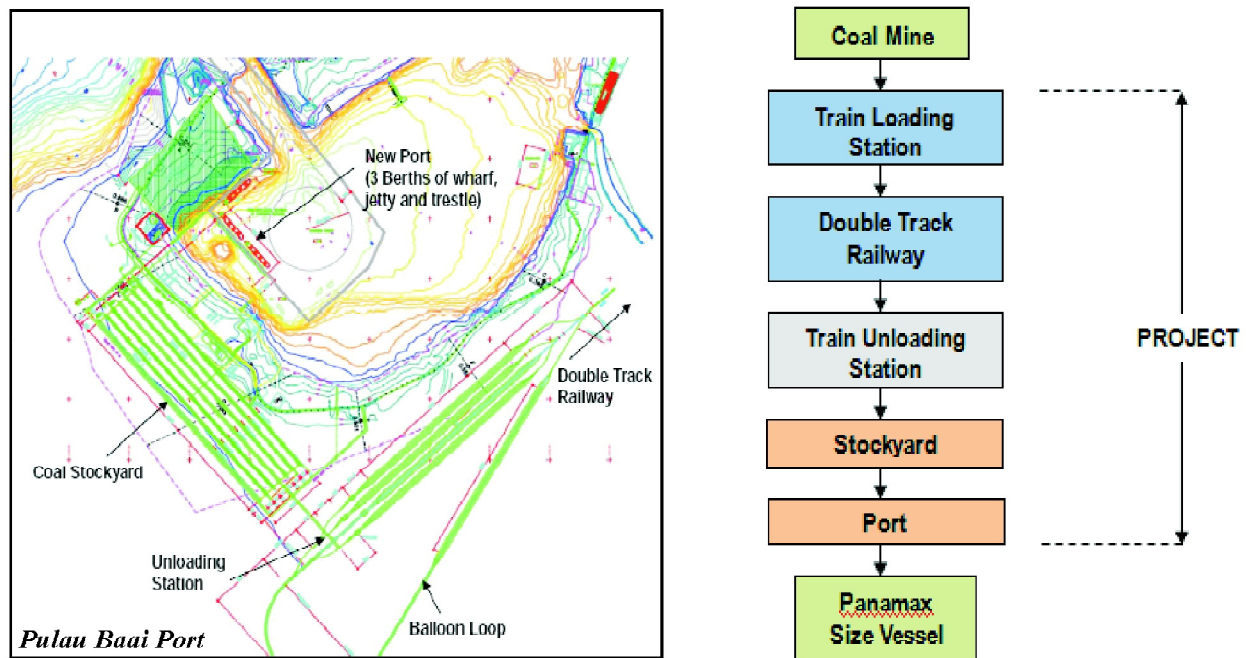 New Port
(3 Berths of wharf,
jetty and trestle)
Double Track
Railway
Coal Stockyard
Unloading
Station
Balloon Loop
Pulau Baai Port
Coal Mine
Train Loading
Station
Double Track
Railway
Train Unloading
Station
Stockyard
Port
Panamax
Size Vessel
PROJECT